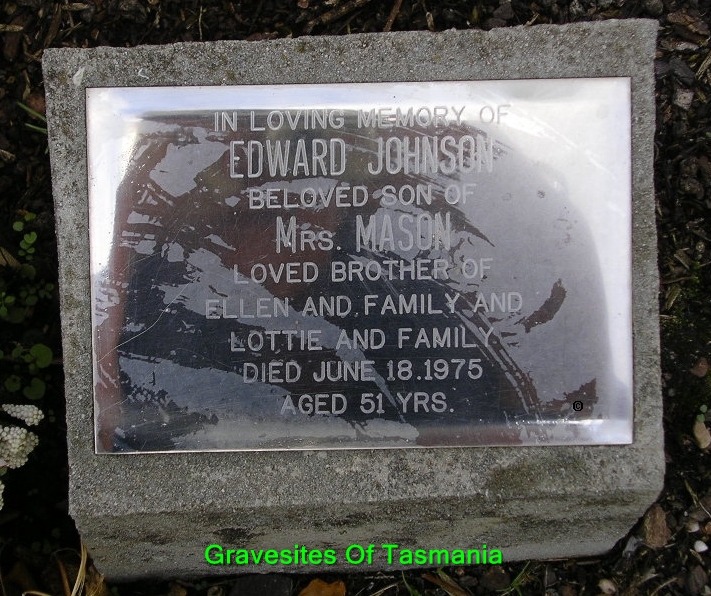 IN LOVING MEMORY OF
EDWARD JOHNSON
BELOVED SON OF
MRS. MASON
LOVED BROTHER OF
ELLEN AND FAMILY AND
LOTTIE AND FAMILY
DIED JUNE 18.1975
AGED 51 YRS.
Gravesites Of Tasmania